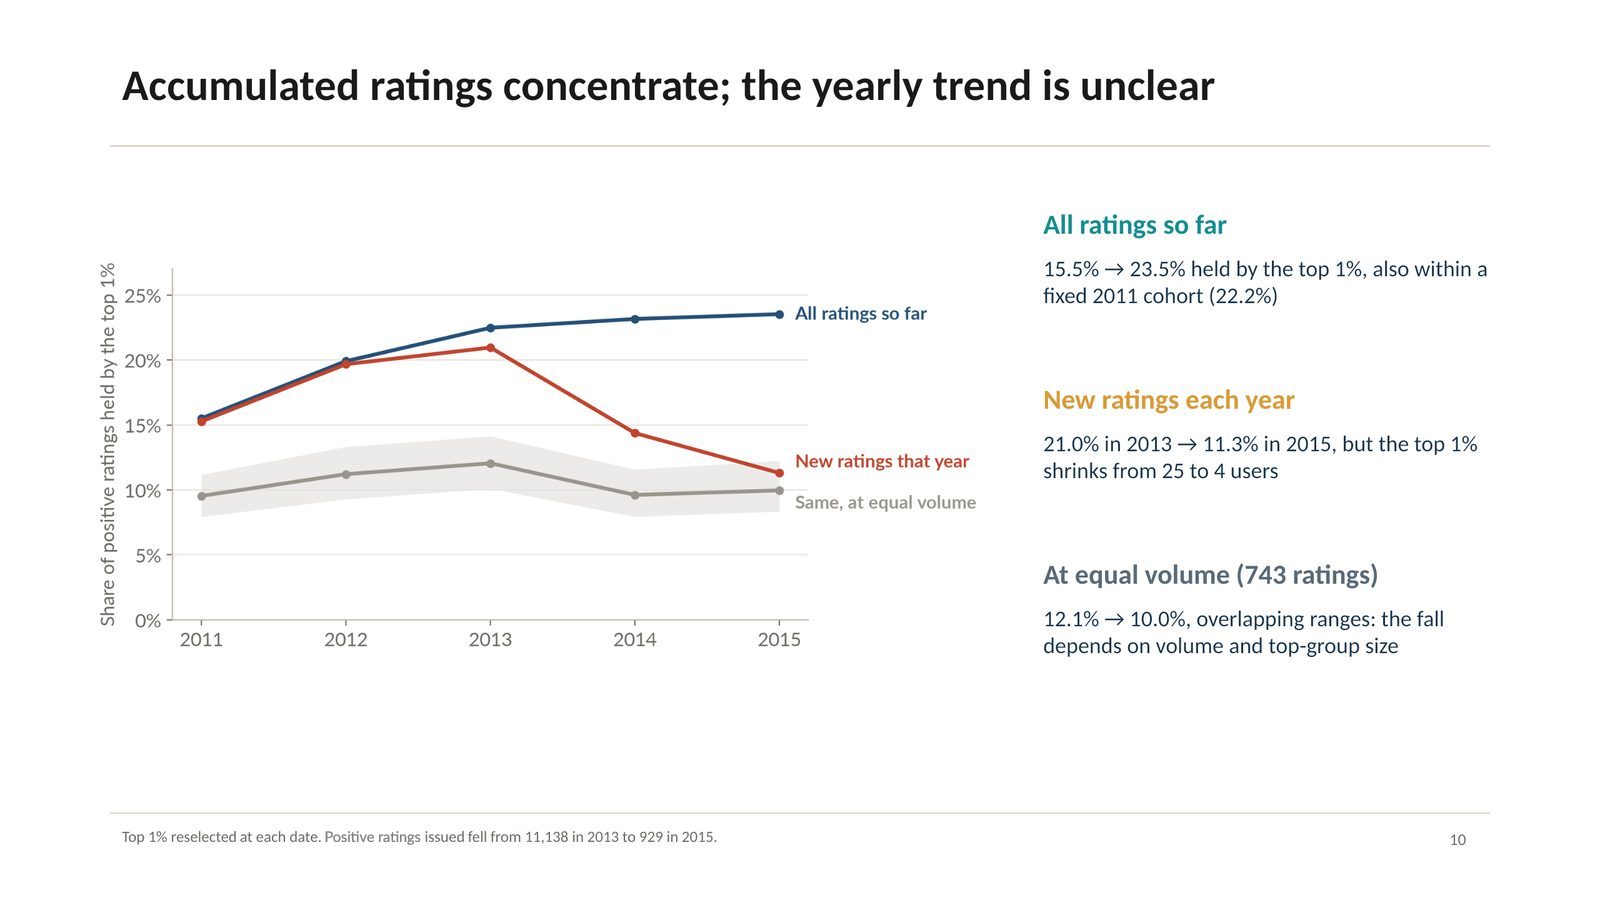 Accumulated ratings concentrate; the yearly trend is unclear
Share of positive ratings held by the top 1%
25%
20%
15%
10%
5%
0%
2011
2012
2013
2014
2015
All ratings so far
New ratings that year
Same, at equal volume
All ratings so far
15.5% → 23.5% held by the top 1%, also within a
fixed 2011 cohort (22.2%)
New ratings each year
21.0% in 2013 → 11.3% in 2015, but the top 1%
shrinks from 25 to 4 users
At equal volume (743 ratings)
12.1% → 10.0%, overlapping ranges: the fall
depends on volume and top-group size
Top 1% reselected at each date. Positive ratings issued fell from 11,138 in 2013 to 929 in 2015.
10